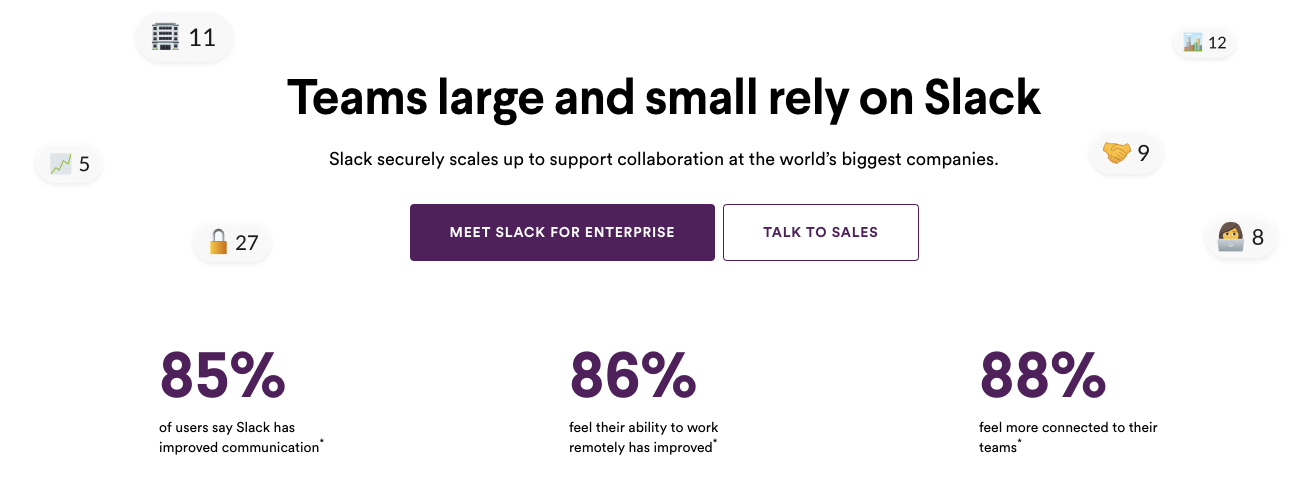 11
12
Teams large and small rely on Slack
Slack securely scales up to support collaboration at the world’s biggest companies.
5
9
MEET SLACK FOR ENTERPRISE
TALK TO SALES
27
8
85%
of users say Slack has
improved communication*
86%
feel their ability to work
remotely has improved*
88%
feel more connected to their
teams*